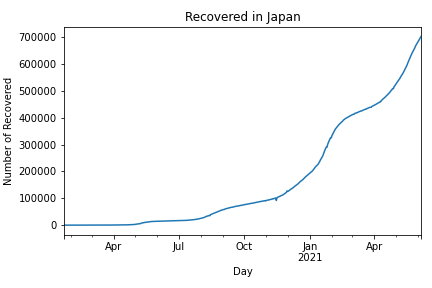 Recovered in Japan
700000
600000
500000
400000
300000
200000
100000
0
Number of Recovered
Apr
Jul
Oct
Jan
2021
Apr
Day